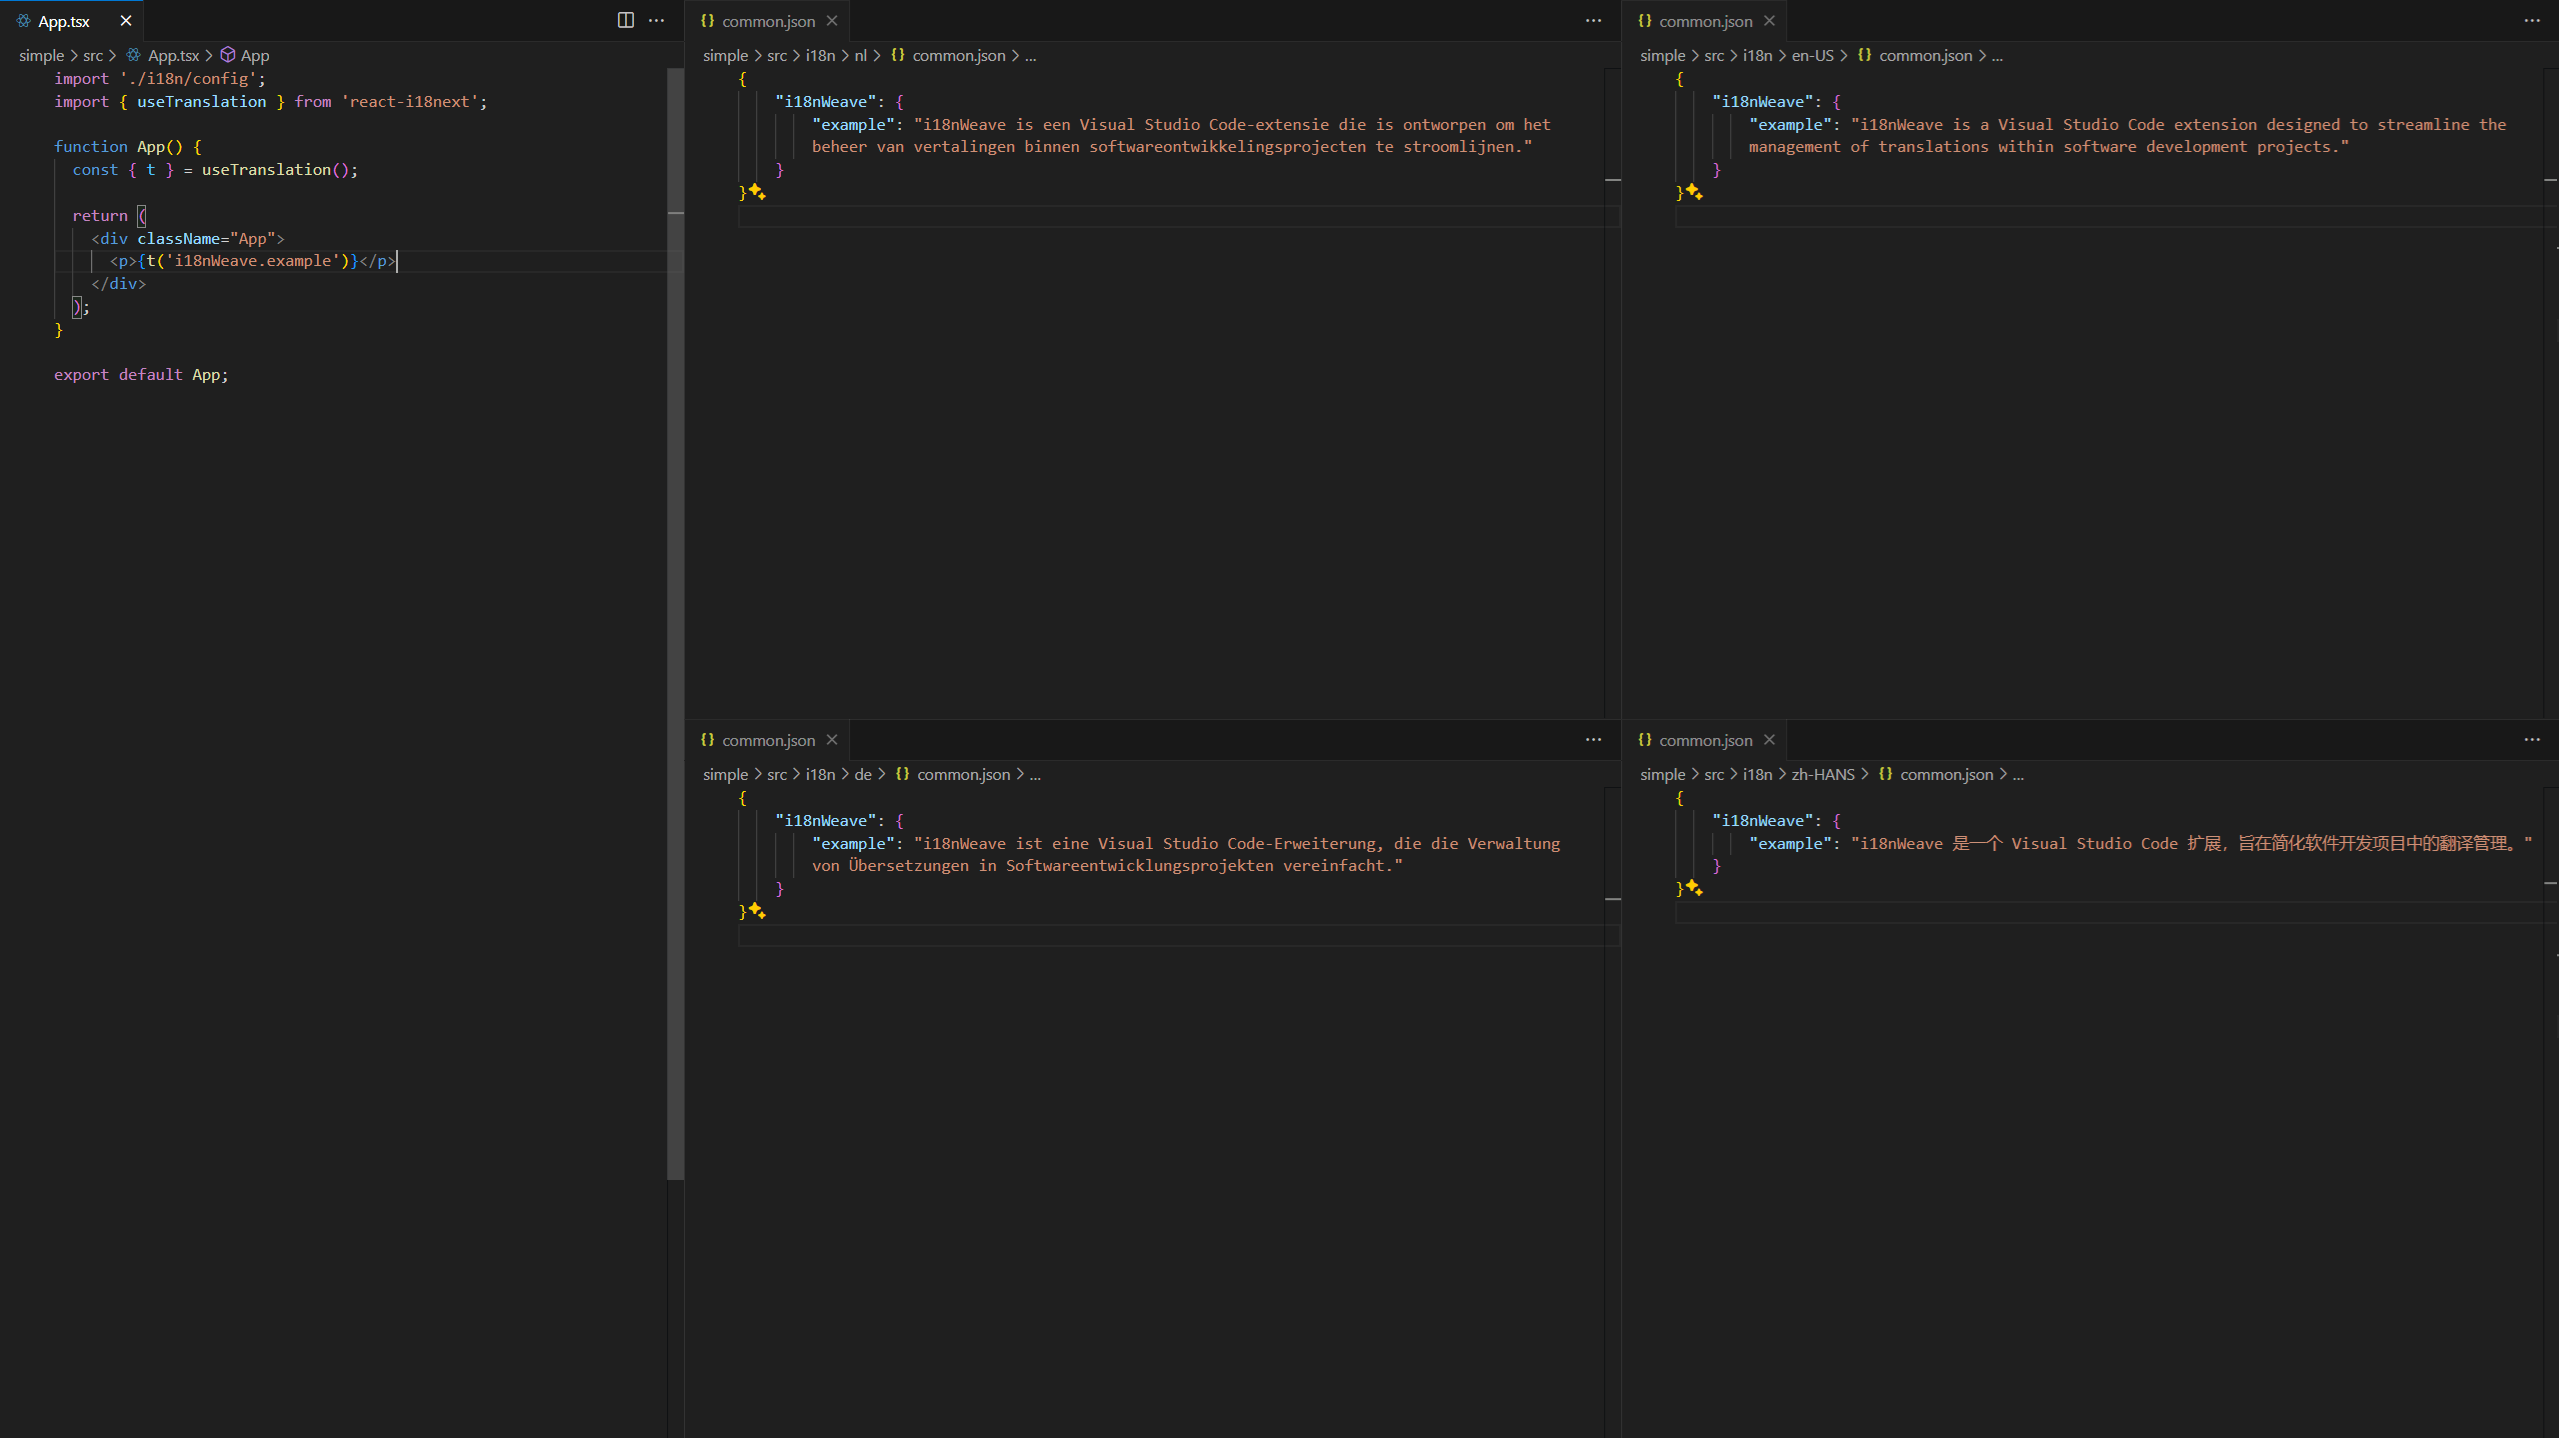 App.tsx
simple > src > App.tsx > App
import './i18n/config';
import { useTranslation } from 'react-i18next';
function App() {
const { t } = useTranslation();
return (
<div className="App">
<p>{t('i18nWeave.example')}</p>
</div>
);
}
export default App;
common.json
simple > src > i18n > nl > common.json > ...
{
"i18nWeave": {
"example": "i18nWeave is een Visual Studio Code-extensie die is ontworpen om het
beheer van vertalingen binnen softwareontwikkelingsprojecten te stroomlijnen."
}
}
common.json
simple > src > i18n > en-US > common.json > ...
{
"i18nWeave": {
"example": "i18nWeave is a Visual Studio Code extension designed to streamline the
management of translations within software development projects."
}
}
common.json
simple > src > i18n > de > common.json > ...
{
"i18nWeave": {
"example": "i18nWeave ist eine Visual Studio Code-Erweiterung, die die Verwaltung
von Übersetzungen in Softwareentwicklungsprojekten vereinfacht."
}
}
common.json
simple > src > i18n > zh-HANS > common.json > ...
{
"i18nWeave": {
"example": "i18nWeave 是一个 Visual Studio Code 扩展，旨在简化软件开发项目中的翻译管理。"
}
}